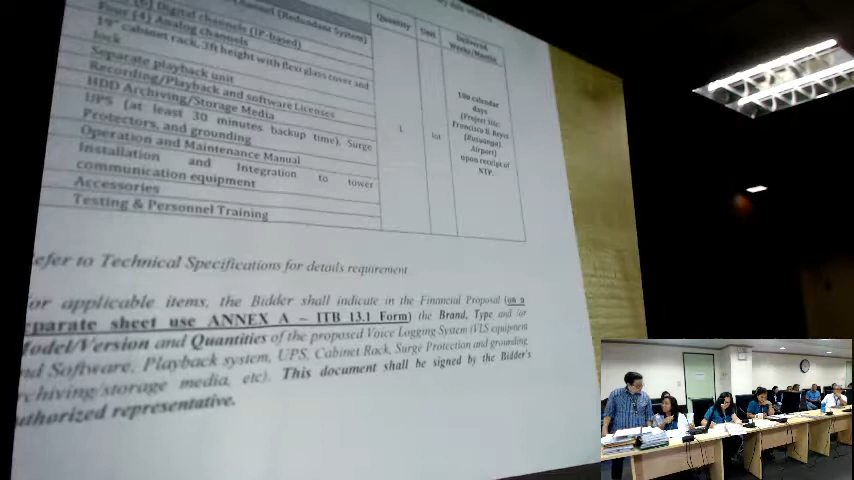 Channel (Redundant System)
Digital channels (IP-based)
Four (4) Analog channels
19" cabinet rack, 3ft height with flexi glass cover and
lock
Separate playback unit
Recording/Playback and software Licenses
HDD Archiving/Storage Media
UPS (at least 30 minutes backup time), Surge
Protectors, and grounding
Operation and Maintenance Manual
Installation and Integration to tower
communication equipment
Accessories
Testing & Personnel Training
Quantity
1
Unit
lot
Delivered,
Weeks/Months
180 calendar
days
(Project Site:
Francisco B. Reyes
(Busuanga)
Airport)
upon receipt of
NTP.
efer to Technical Specifications for details requirement
or applicable items, the Bidder shall indicate in the Financial Proposal (on a
eparate sheet use ANNEX A – ITB 13.1 Form) the Brand, Type and /or
Model/Version and Quantities of the proposed Voice Logging System (VLS equipment
nd Software, Playback system, UPS, Cabinet Rack, Surge Protection and grounding
rchiving/storage media, etc). This document shall be signed by the Bidder's
uthorized representative.